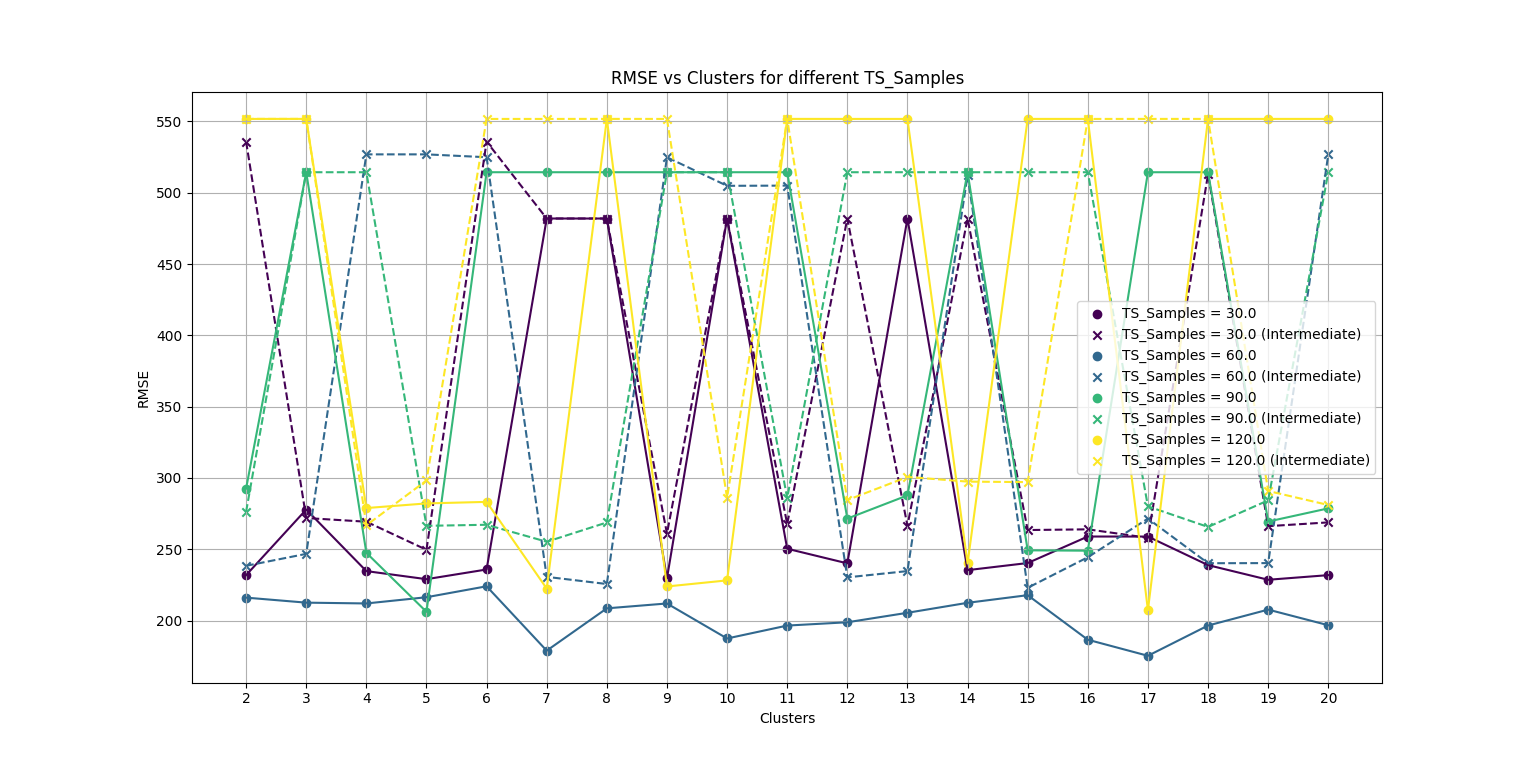 RMSE vs Clusters for different TS_Samples
550
500
450
400
350
300
250
200
RMSE
TS_Samples = 30.0
TS_Samples = 30.0 (Intermediate)
TS_Samples = 60.0
TS_Samples = 60.0 (Intermediate)
TS_Samples = 90.0
TS_Samples = 90.0 (Intermediate)
TS_Samples = 120.0
TS_Samples = 120.0 (Intermediate)
2 3 4 5 6 7 8 9 10 11 12 13 14 15 16 17 18 19 20
Clusters